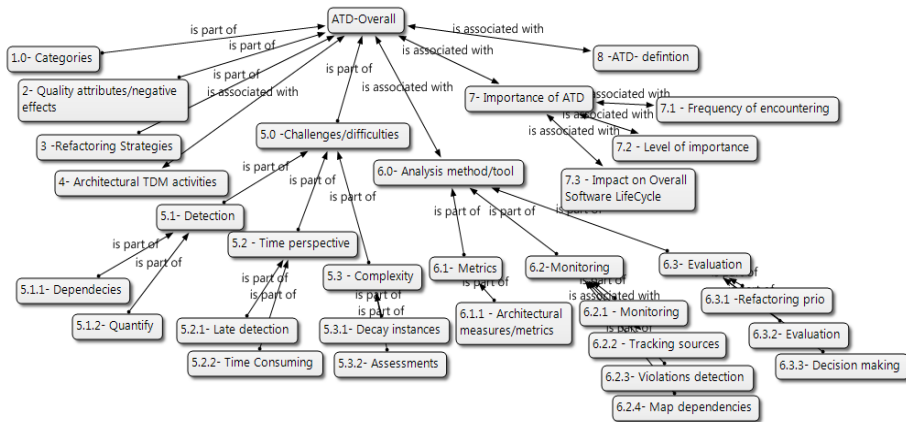 ATD-Overall
is part of
is associated with
is part of
is associated with
1.0- Categories
8 -ATD- defintion
is part of
is part of
is associated with
is associated with
2- Quality attributes/negative
effects
7- Importance of ATD
is associated with
7.1 - Frequency of encountering
is associated with
is associated with
3 -Refactoring Strategies
5.0 -Challenges/difficulties
7.2 - Level of importance
4- Architectural TDM activities
is part of
is part of
6.0- Analysis method/tool
7.3 - Impact on Overall
Software LifeCycle
5.1- Detection
is part of
is part of
is part of
is part of
5.2 - Time perspective
is part of
is part of
5.3 - Complexity
6.1- Metrics
6.2-Monitoring
6.3- Evaluation
5.1.1- Dependecies
is part of
is part of
is part of
is part of
is part of
is associated with
6.3.1 -Refactoring prio
5.1.2- Quantify
5.2.1- Late detection
5.3.1- Decay instances
6.1.1 - Architectural
measures/metrics
6.2.1 - Monitoring
is part of
6.3.2- Evaluation
5.2.2- Time Consuming
5.3.2- Assessments
6.2.2 - Tracking sources
6.3.3- Decision making
6.2.3- Violations detection
6.2.4- Map dependencies